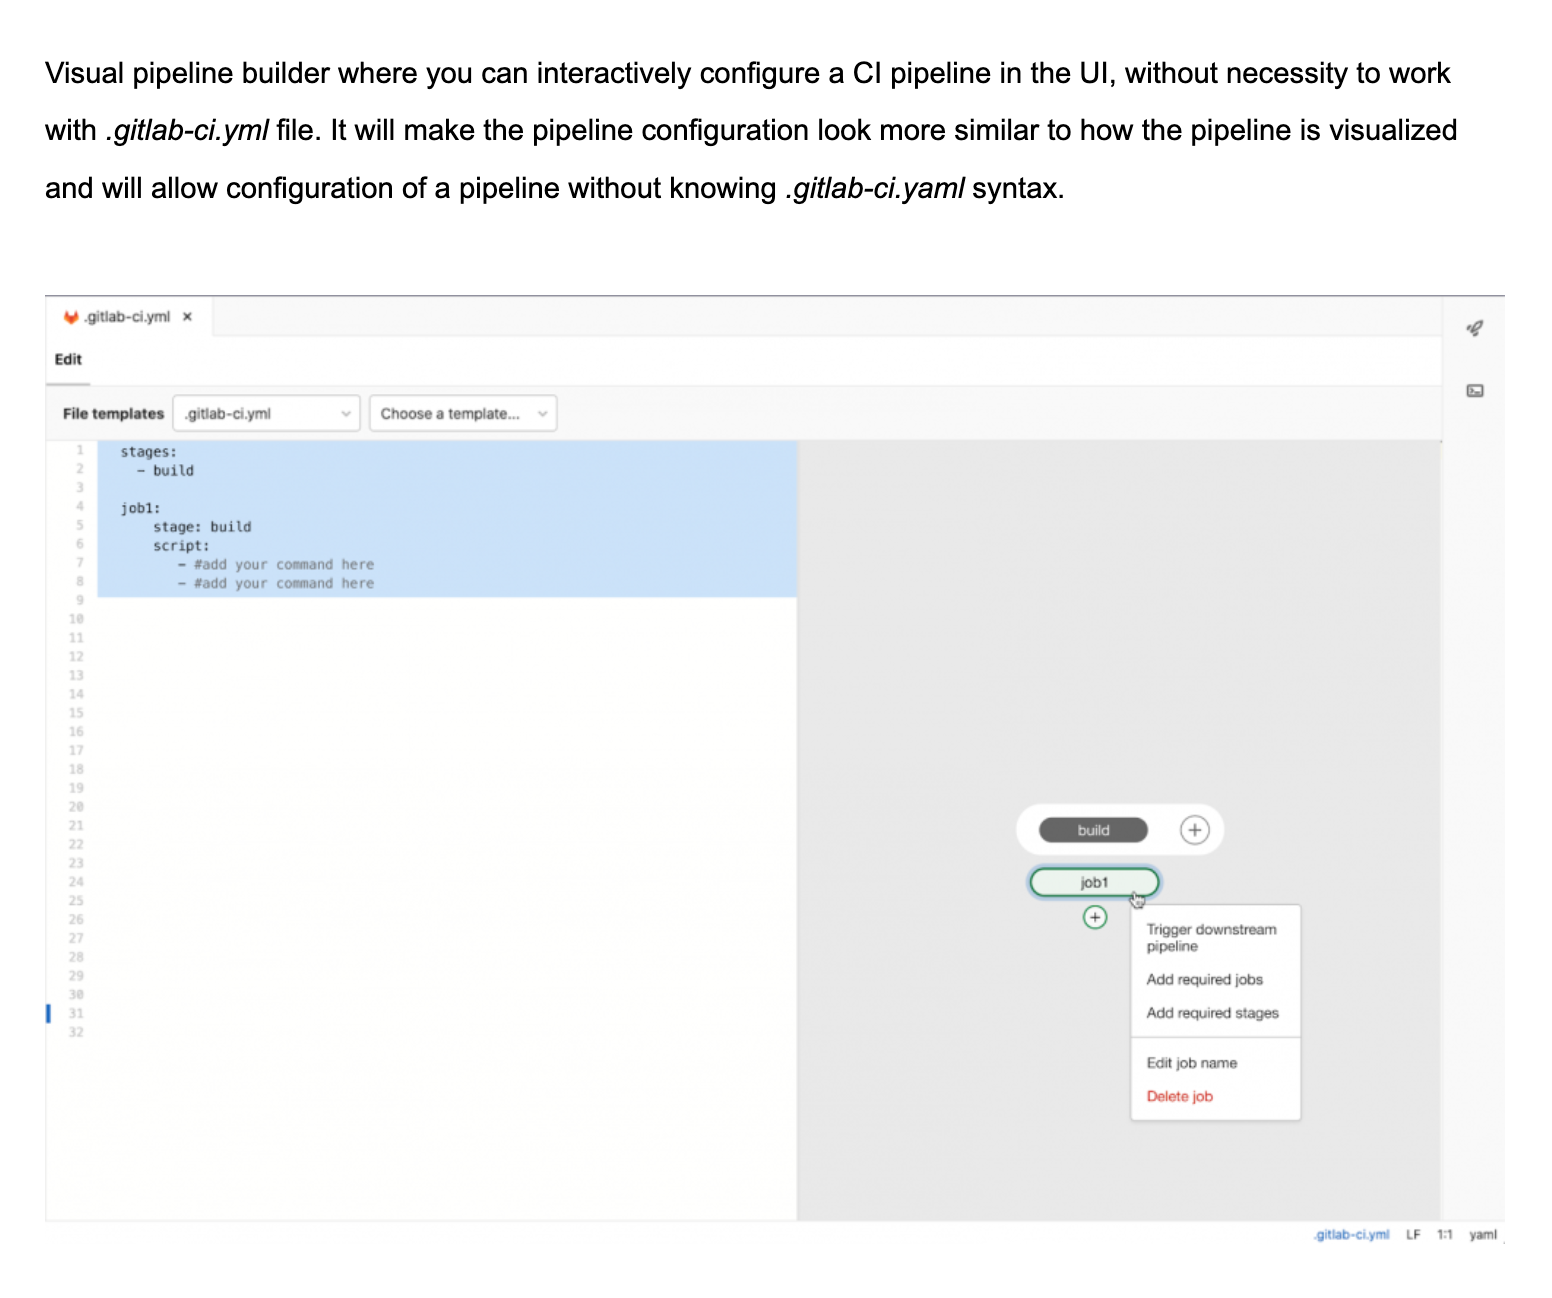 Visual pipeline builder where you can interactively configure a CI pipeline in the UI, without necessity to work
with .gitlab-ci.yml file. It will make the pipeline configuration look more similar to how the pipeline is visualized
and will allow configuration of a pipeline without knowing .gitlab-ci.yaml syntax.
.gitlab-ci.yml ×
Edit
File templates .gitlab-ci.yml Choose a template...
1 stages:
2 - build
3
4 job1:
5 stage: build
6 script:
7 - #add your command here
8 - #add your command here
9
10
11
12
13
14
15
16
17
18
19
20
21
22
23
24
25
26
27
28
29
30
31
32
build +
job1
+
Trigger downstream
pipeline
Add required jobs
Add required stages
Edit job name
Delete job
.gitlab-ci.yml LF 1:1 yaml